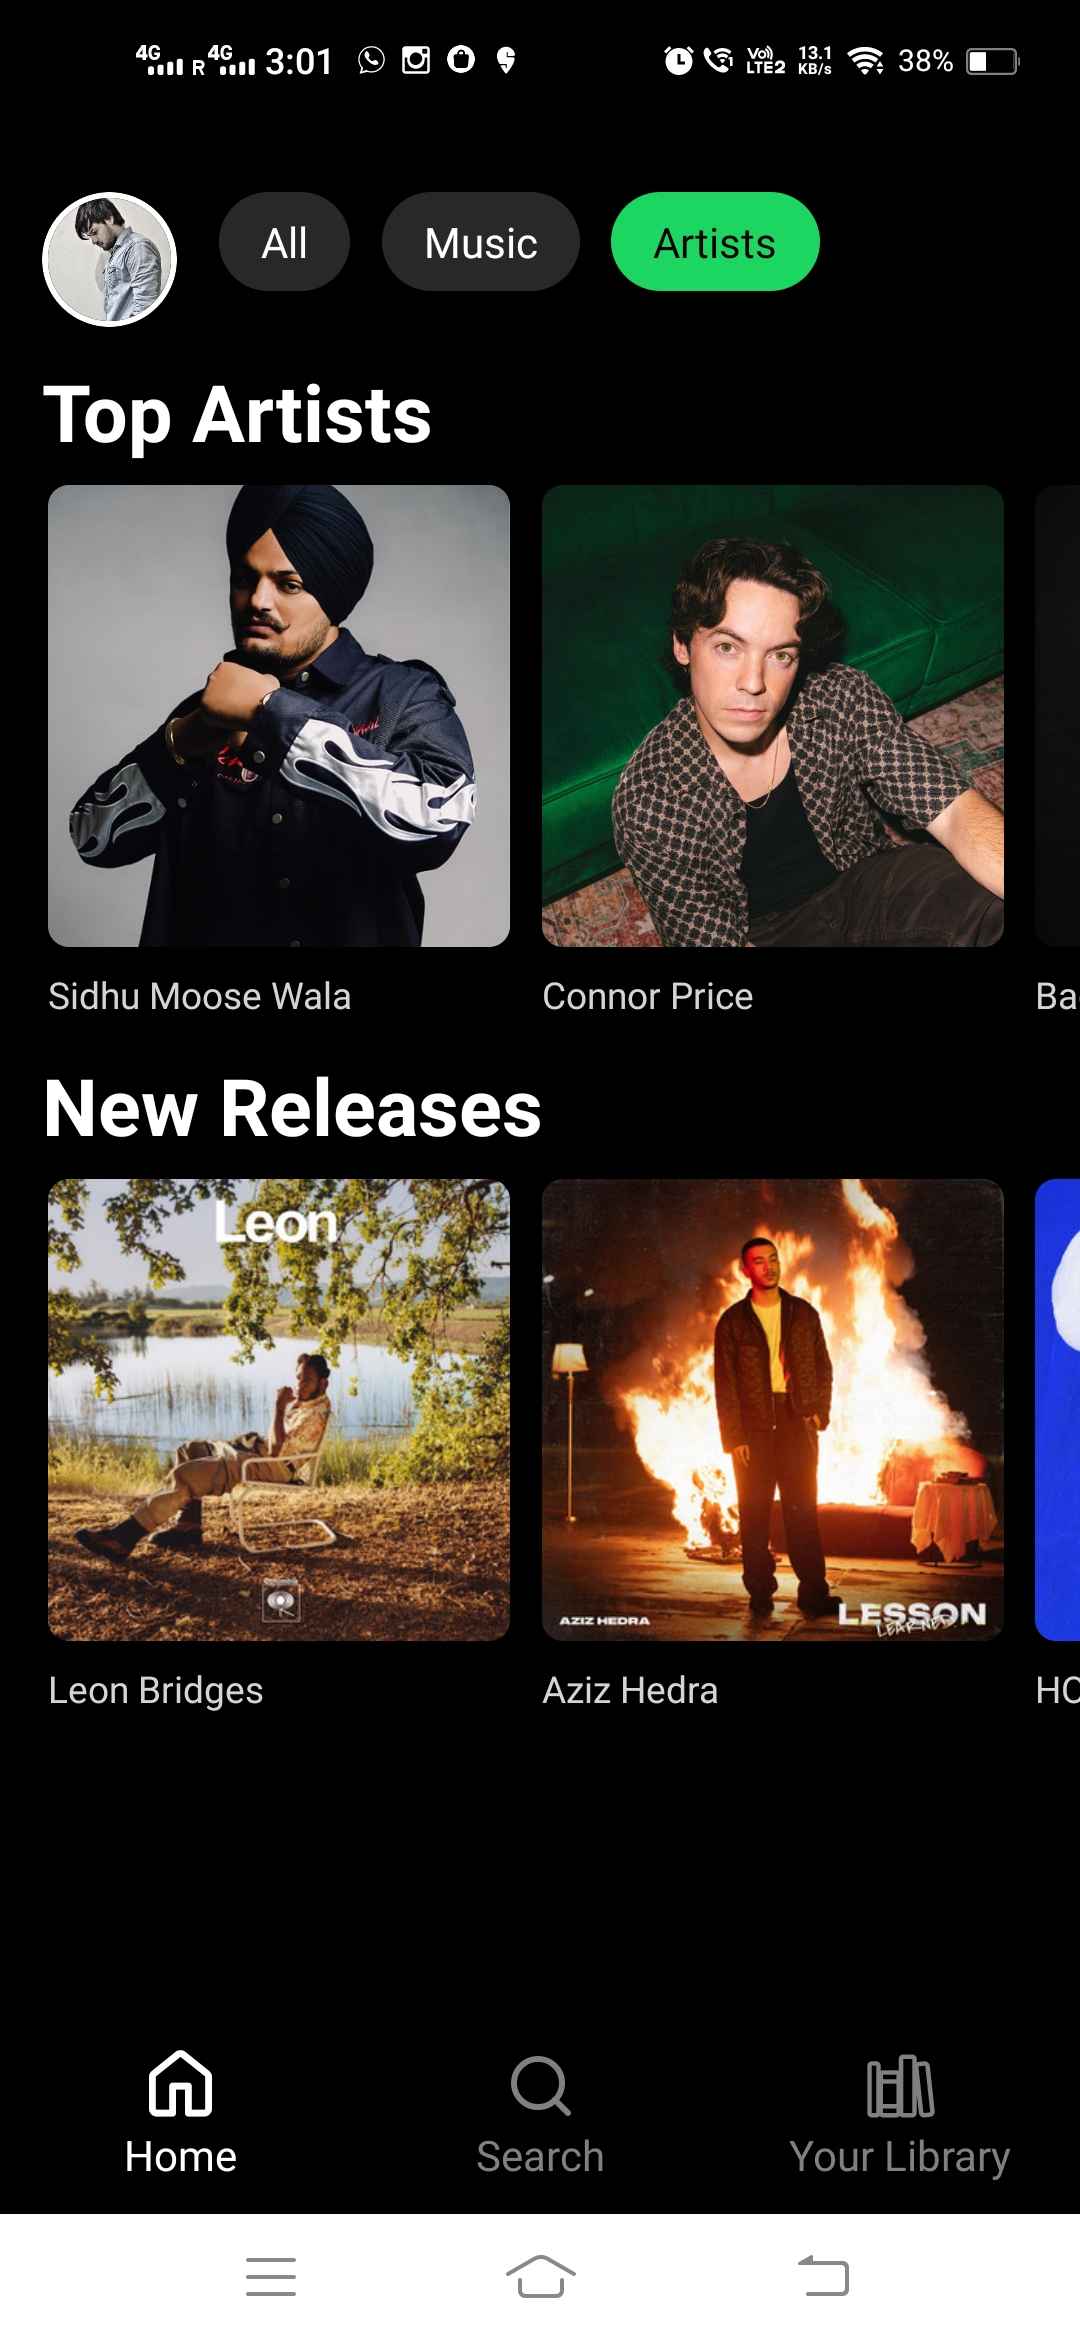 4G R 4G 3:01 Vo) LTE2 13.1 KB/s 38%
All Music Artists
Top Artists
Sidhu Moose Wala Connor Price Ba
New Releases
Leon
AZIZ HEDRA LESSON
LEARNED
Leon Bridges Aziz Hedra HO
Home Search Your Library